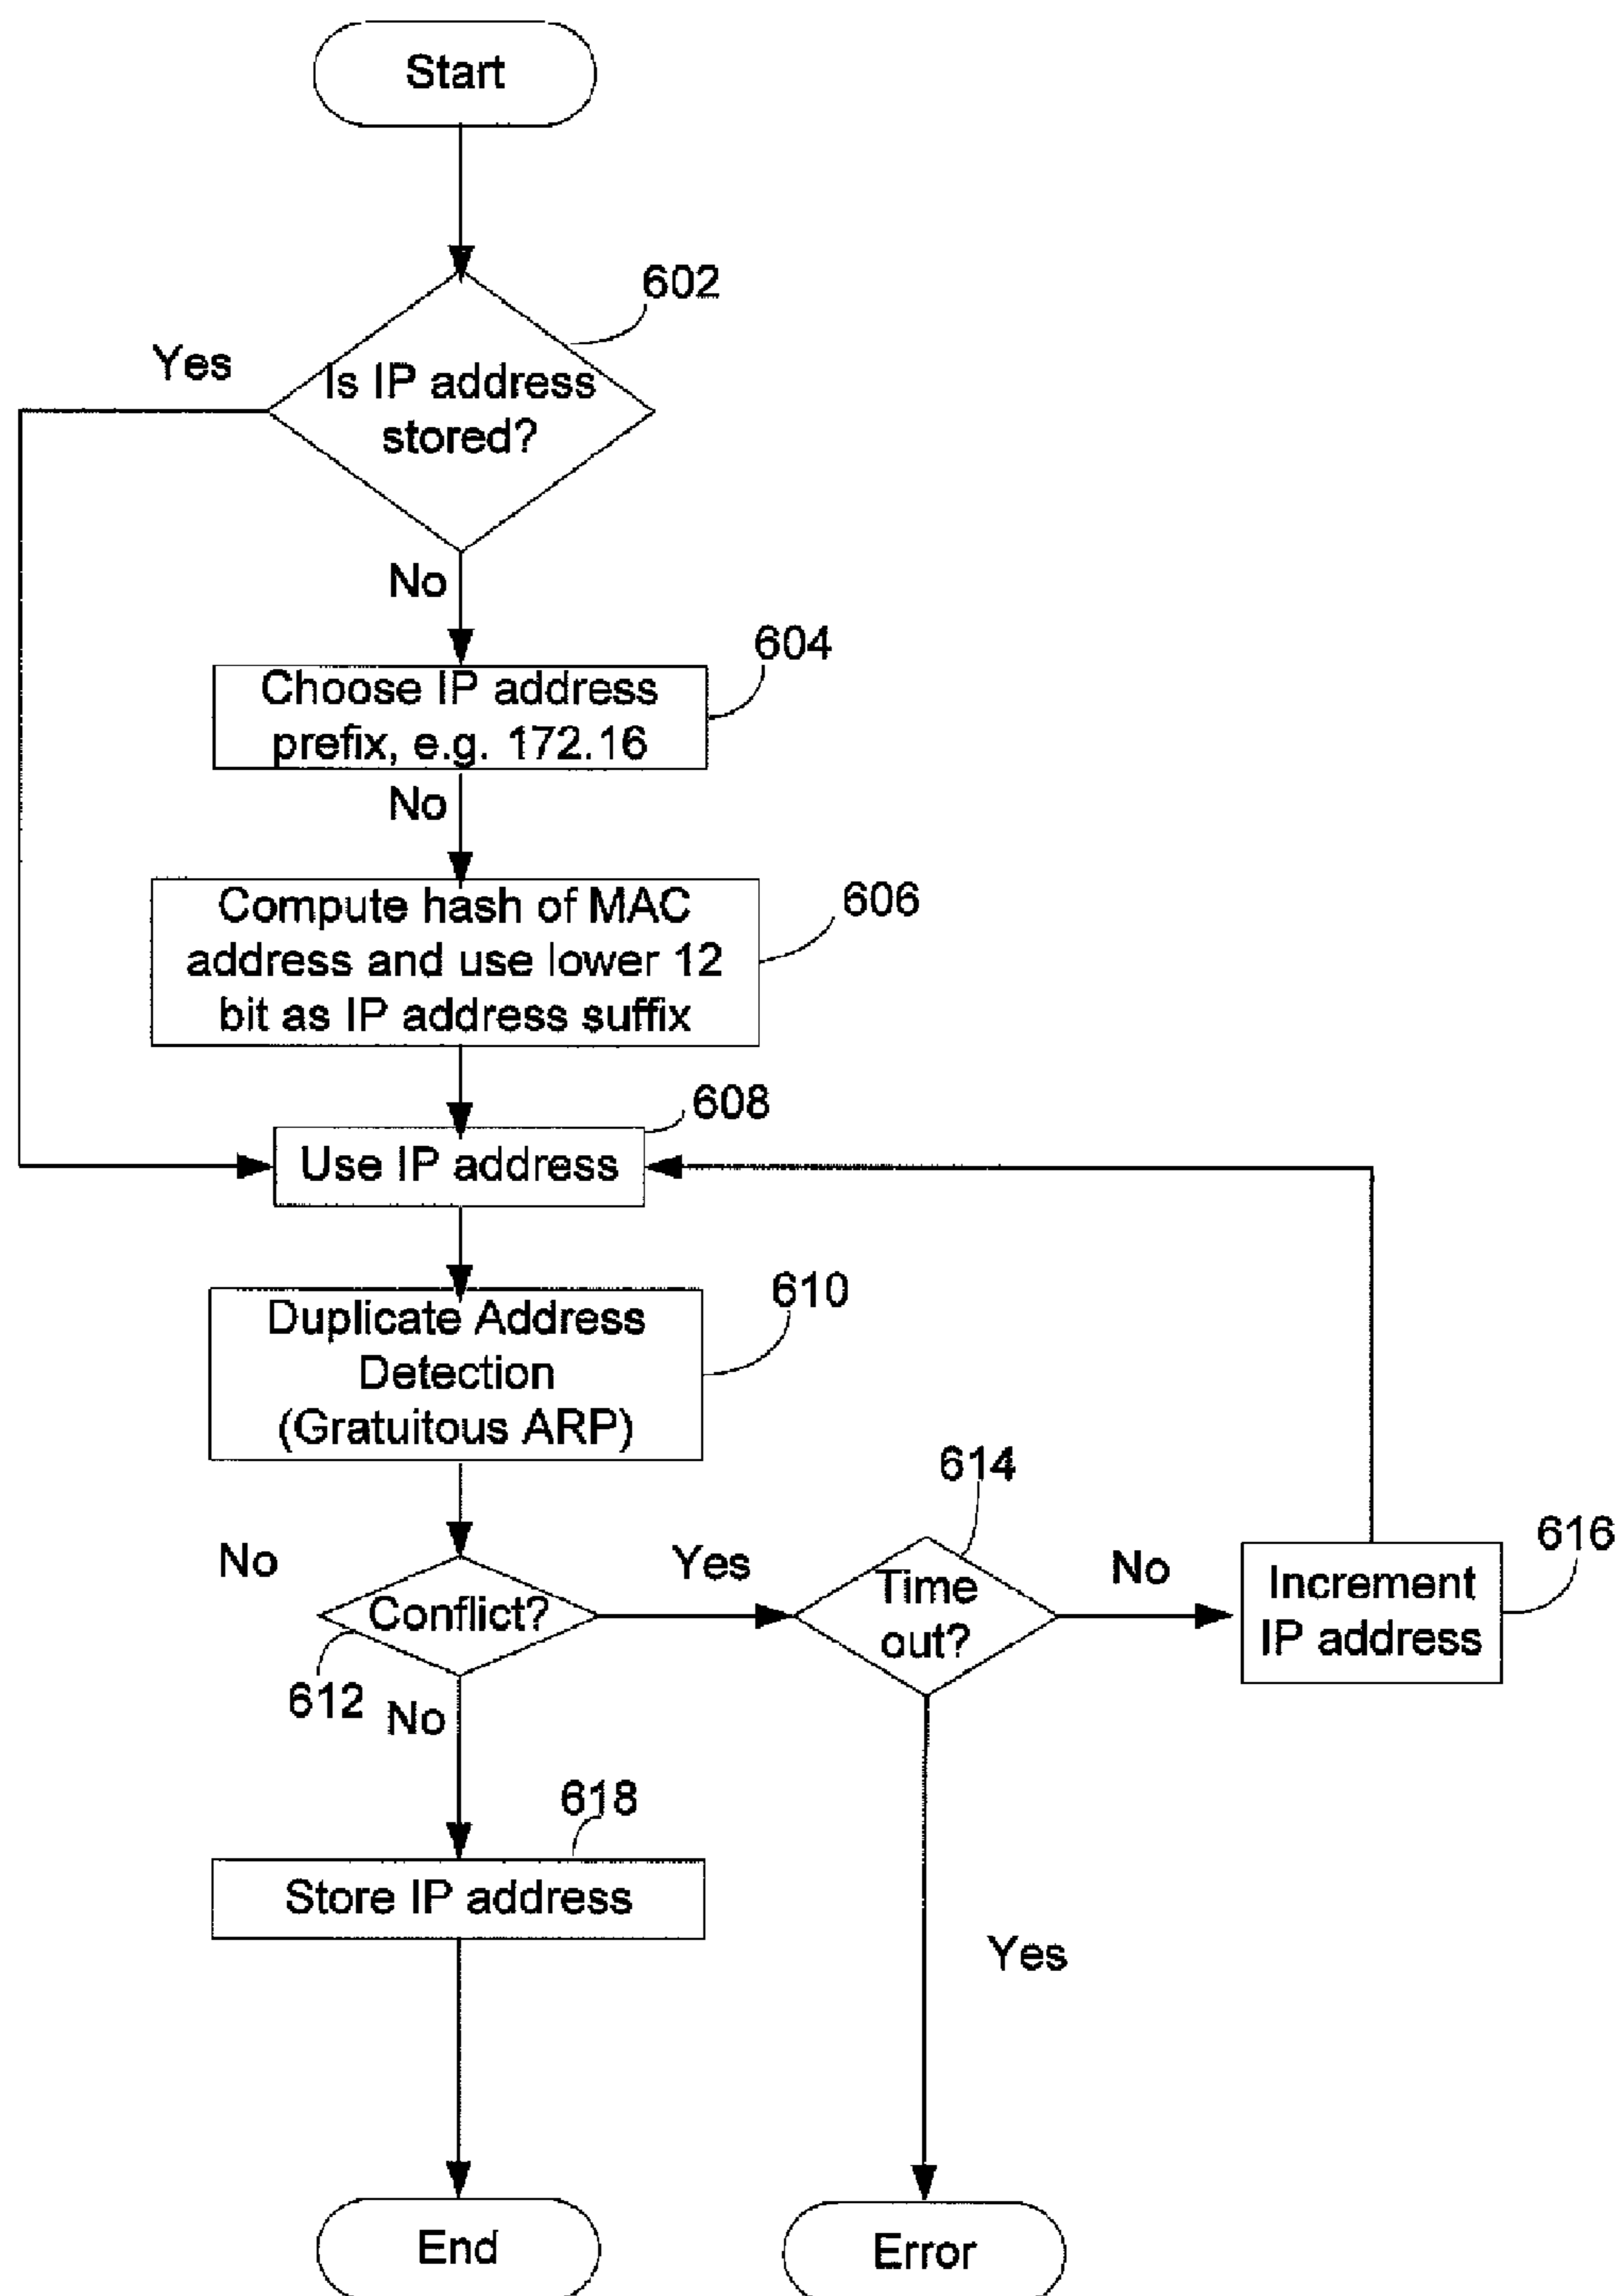 Start
602
Yes
Is IP address
stored?
No
604
Choose IP address
prefix, e.g. 172.16
No
606
Compute hash of MAC
address and use lower 12
bit as IP address suffix
608
Use IP address
610
Duplicate Address
Detection
(Gratuitous ARP)
614
616
No
Conflict?
Yes
Time
out?
No
Increment
IP address
612
No
618
Store IP address
Yes
End
Error